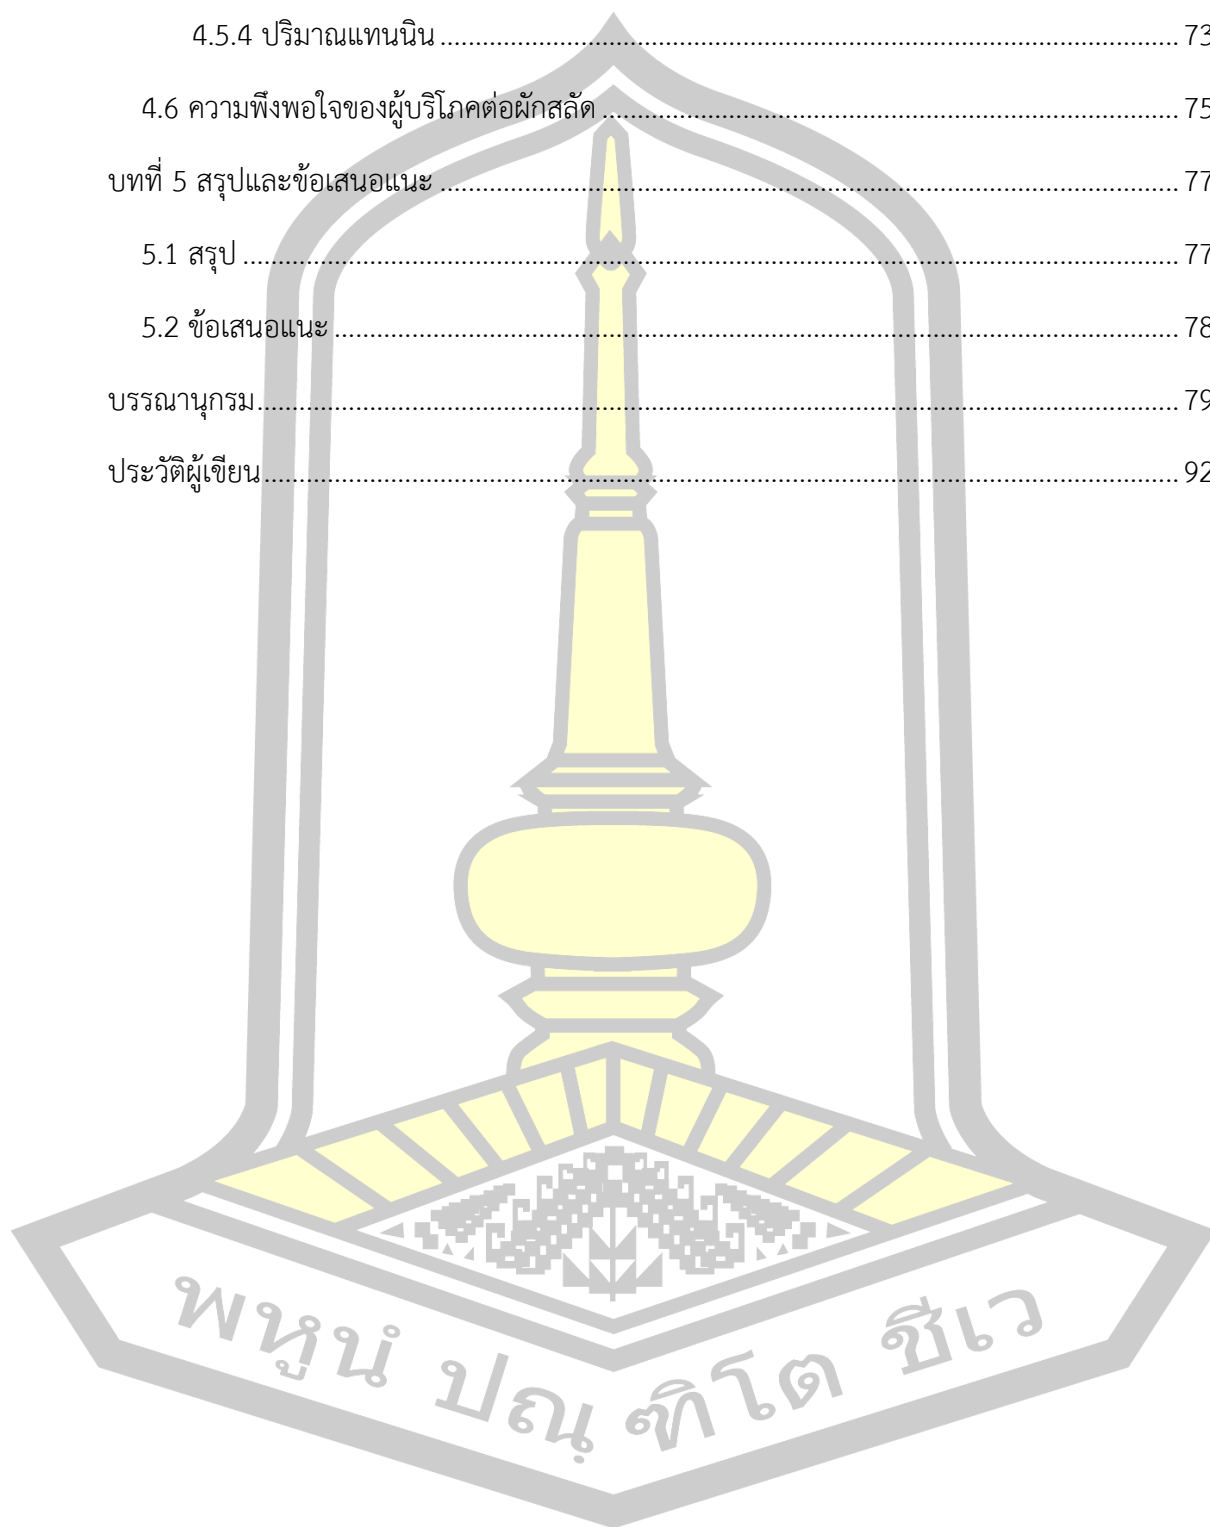 4.5.4 ปริมาณแทนนิน ........................................................................................................ 73
4.6 ความพึงพอใจของผู้บริโภคต่อผักสลัด ................................................................................. 75
บทที่ 5 สรุปและข้อเสนอแนะ ........................................................................................................ 77
5.1 สรุป ................................................................................................................................ 77
5.2 ข้อเสนอแนะ .................................................................................................................... 78
บรรณานุกรม ................................................................................................................................ 79
ประวัติผู้เขียน ............................................................................................................................... 92
พหูนํ ปณฺฑิโต ชีเว